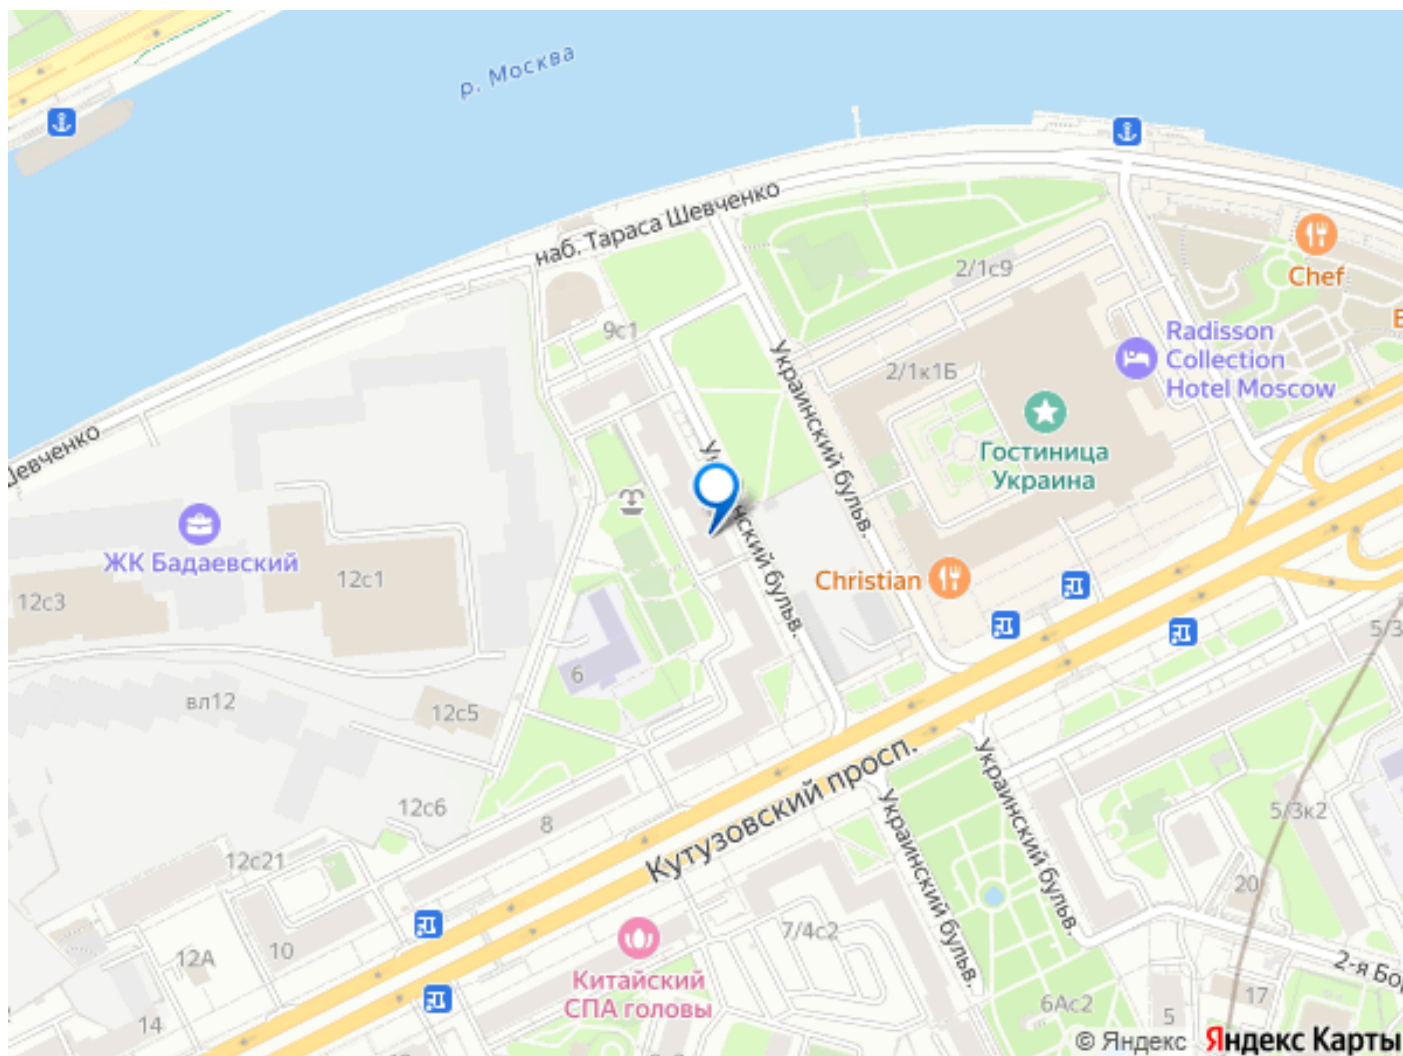 р. Москва
наб. Тараса Шевченко
Chef
2/1с9
9с1
Radisson
Collection
Hotel Moscow
Украинский бульв.
2/1к1Б
Гостиница
Украина
Шевченко
ЖК Бадаевский
12с1
12с3
Christian
6
вл12
12с5
5/3
Кутузовский просп.
Украинский бульв.
Украинский бульв.
12с6
8
5/3к2
12с21
20
7/4с2
10
12А
Китайский
СПА головы
14
17
6Ас2
5
© Яндекс Яндекс Карты